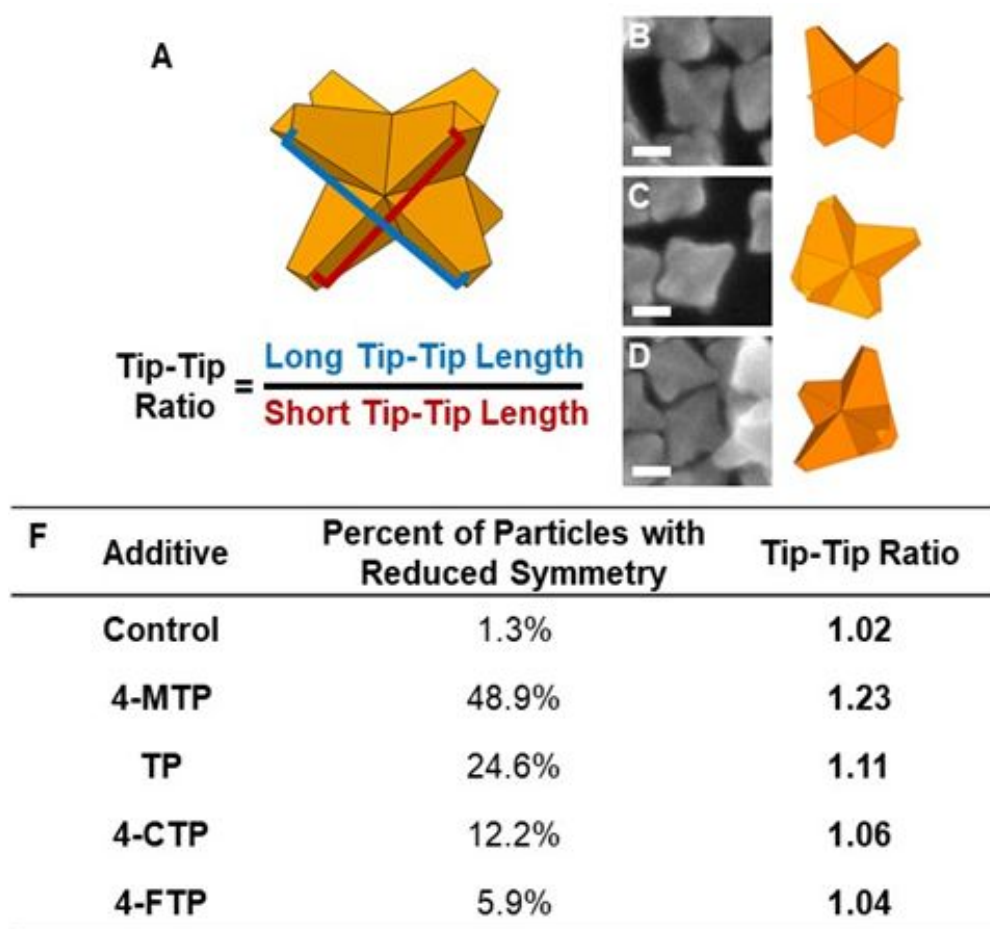 A
B
C
D
Tip-Tip Ratio = Long Tip-Tip Length
Short Tip-Tip Length
F Additive Percent of Particles with Reduced Symmetry Tip-Tip Ratio
Control 1.3% 1.02
4-MTP 48.9% 1.23
TP 24.6% 1.11
4-CTP 12.2% 1.06
4-FTP 5.9% 1.04